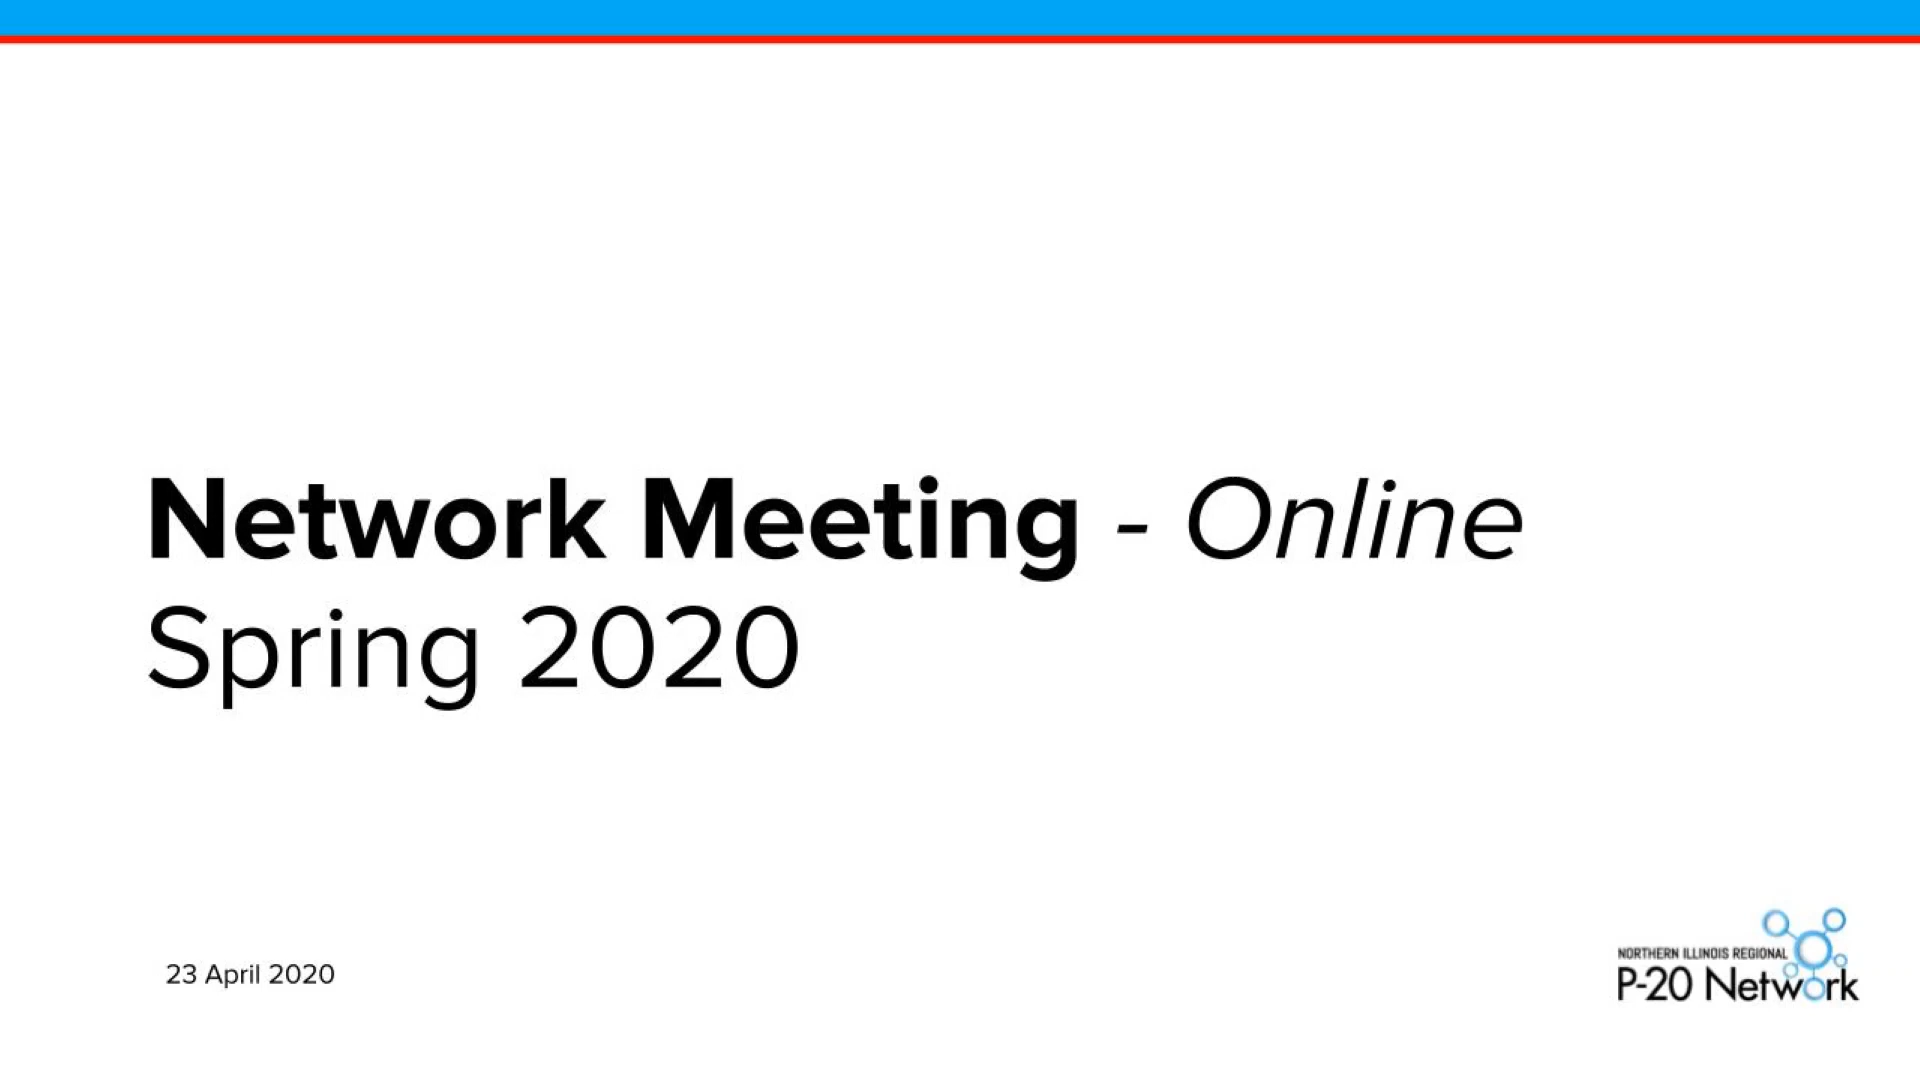 Network Meeting - Online
Spring 2020
23 April 2020
NORTHERN ILLINOIS REGIONAL
P-20 Network